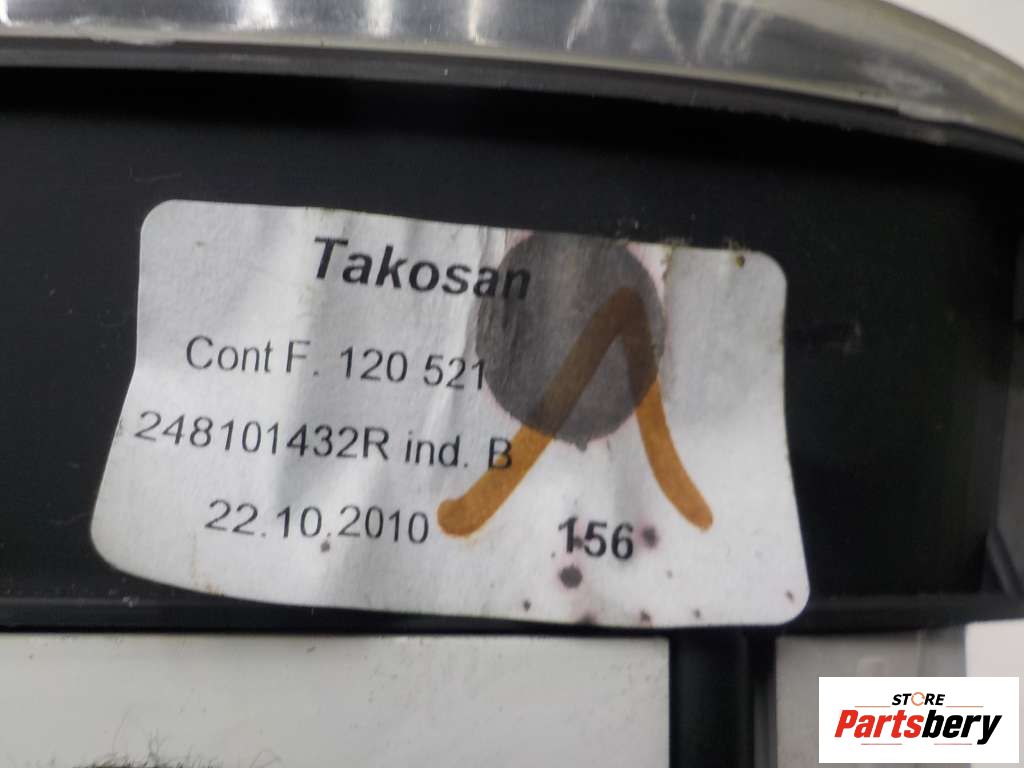 Takosan
Cont F. 120 521
248101432R ind. B
22.10.2010
156
STORE
Partsbery